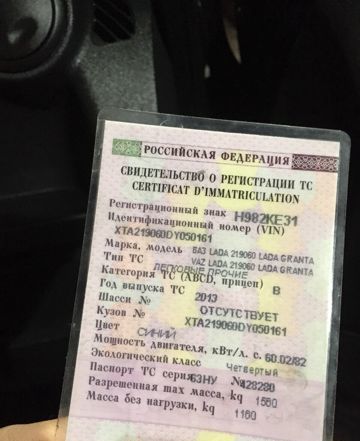 РОССИЙСКАЯ ФЕДЕРАЦИЯ
СВИДЕТЕЛЬСТВО О РЕГИСТРАЦИИ ТС
CERTIFICAT D'IMMATRICULATION
Регистрационный знак Н982КЕ31
Идентификационный номер (VIN)
XTA219060DY050161
Марка, модель ВАЗ LADA 219060 LADA GRANTA
VAZ LADA 219060 LADA GRANTA
Тип ТС ЛЕГКОВЫЕ ПРОЧИЕ
Категория ТС (ABCD, прицеп) B
Год выпуска ТС 2013
Шасси № ОТСУТСТВУЕТ
Кузов № XTA219060DY050161
Цвет СИНИЙ
Мощность двигателя, кВт/л. с. 60.02/82
Экологический класс Четвертый
Паспорт ТС серия 63НУ № 428280
Разрешенная max масса, kg 1560
Масса без нагрузки, kg 1160